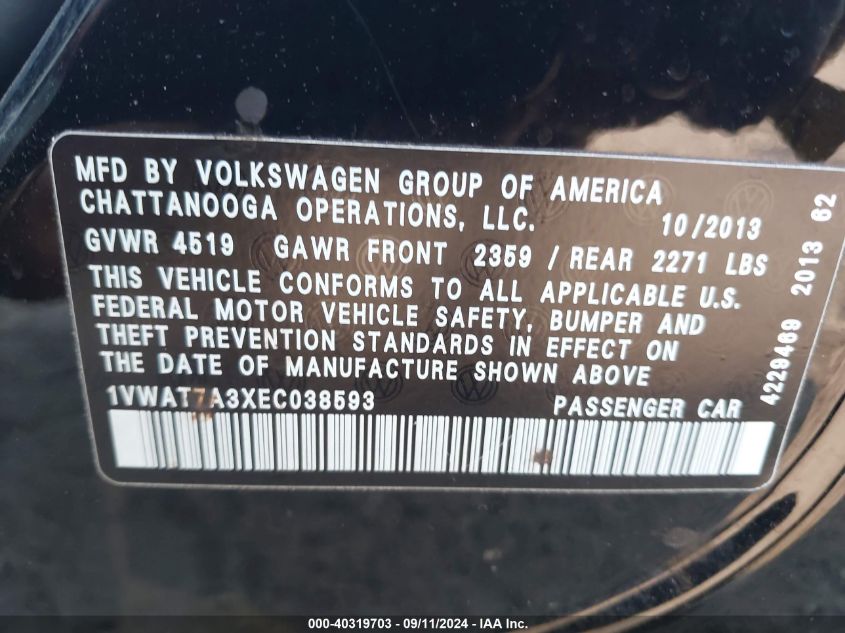 MFD BY VOLKSWAGEN GROUP OF AMERICA
CHATTANOOGA OPERATIONS, LLC. 10/2013
GVWR 4519 GAWR FRONT 2359 / REAR 2271 LBS
THIS VEHICLE CONFORMS TO ALL APPLICABLE U.S.
FEDERAL MOTOR VEHICLE SAFETY, BUMPER AND
THEFT PREVENTION STANDARDS IN EFFECT ON
THE DATE OF MANUFACTURE SHOWN ABOVE
1VWAT7A3XEC038593 PASSENGER CAR
4229469 2013 62
000-40319703 - 09/11/2024 - IAA Inc.